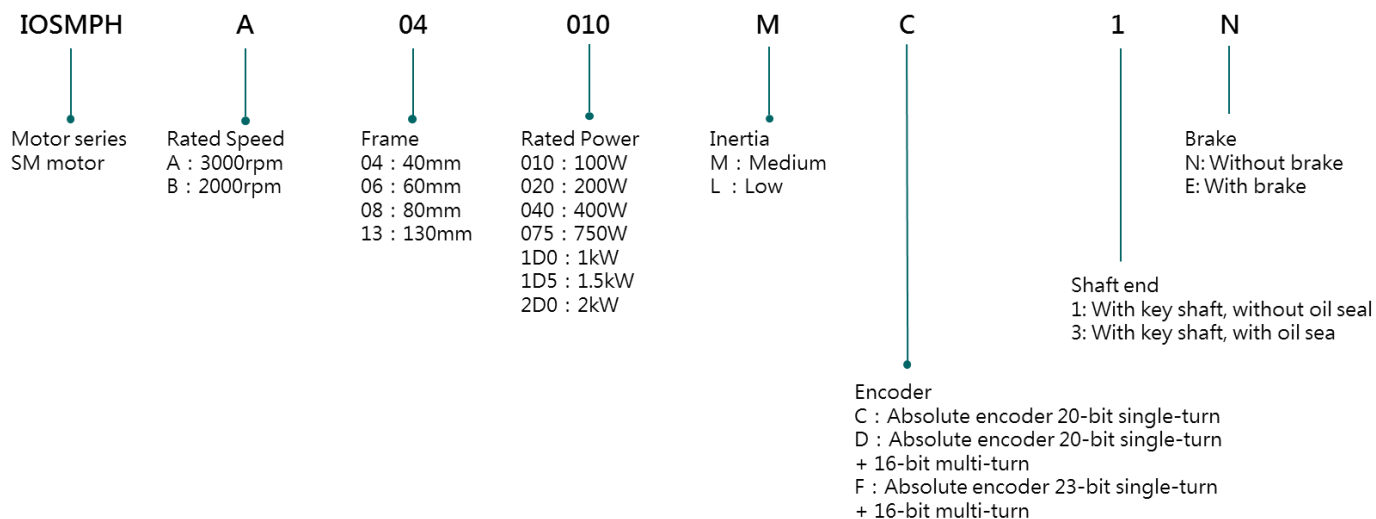 IOSMPH A 04 010 M C 1 N
Motor series
SM motor
Rated Speed
A：3000rpm
B：2000rpm
Frame
04：40mm
06：60mm
08：80mm
13：130mm
Rated Power
010：100W
020：200W
040：400W
075：750W
1D0：1kW
1D5：1.5kW
2D0：2kW
Inertia
M：Medium
L ：Low
Brake
N: Without brake
E: With brake
Shaft end
1: With key shaft, without oil seal
3: With key shaft, with oil sea
Encoder
C：Absolute encoder 20-bit single-turn
D：Absolute encoder 20-bit single-turn
+ 16-bit multi-turn
F：Absolute encoder 23-bit single-turn
+ 16-bit multi-turn